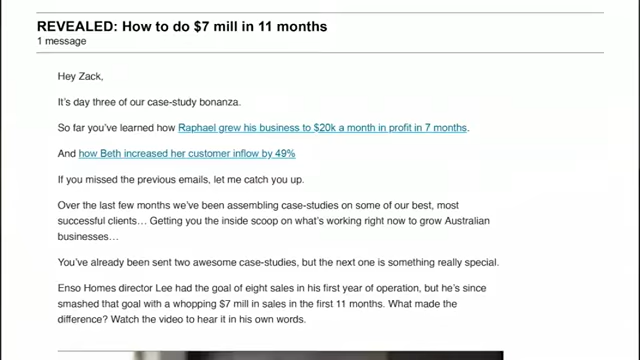 REVEALED: How to do $7 mill in 11 months
1 message
Hey Zack,
It's day three of our case-study bonanza.
So far you've learned how Raphael grew his business to $20k a month in profit in 7 months.
And how Beth increased her customer inflow by 49%
If you missed the previous emails, let me catch you up.
Over the last few months we've been assembling case-studies on some of our best, most
successful clients… Getting you the inside scoop on what's working right now to grow Australian
businesses…
You've already been sent two awesome case-studies, but the next one is something really special.
Enso Homes director Lee had the goal of eight sales in his first year of operation, but he's since
smashed that goal with a whopping $7 mill in sales in the first 11 months. What made the
difference? Watch the video to hear it in his own words.